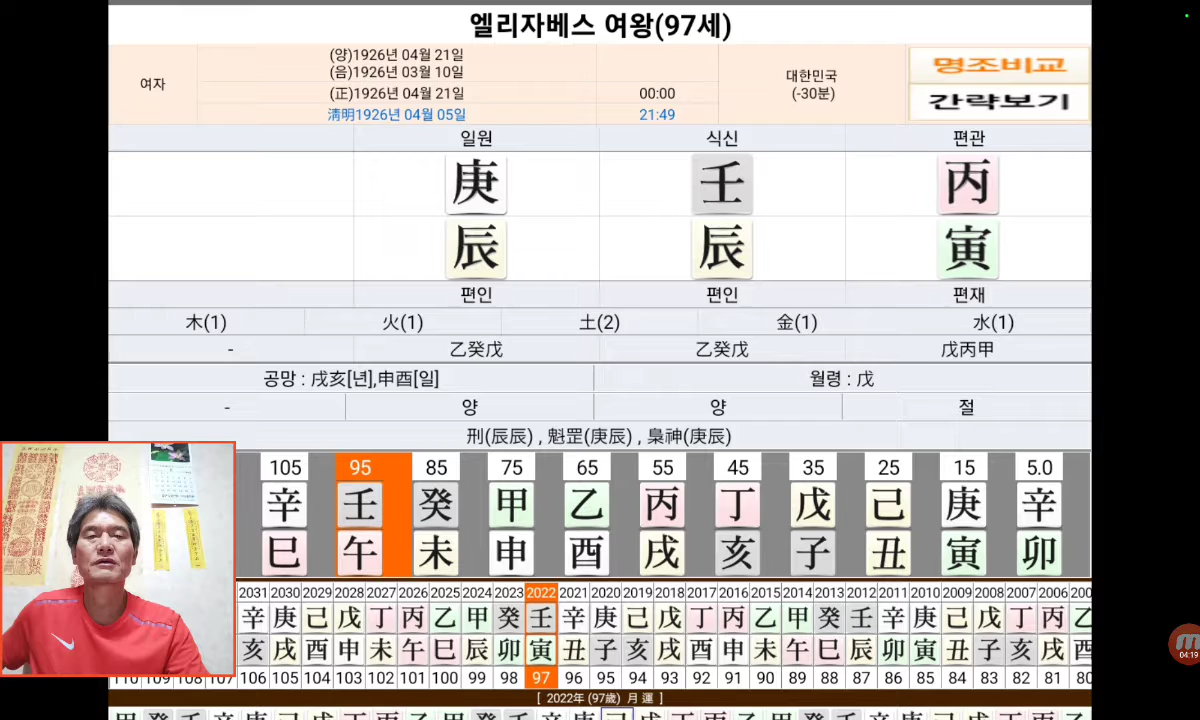 엘리자베스 여왕(97세)
여자
(양)1926년 04월 21일
(음)1926년 03월 10일
(正)1926년 04월 21일 00:00
淸明1926년 04월 05일 21:49
대한민국
(-30분)
명조비교
간략보기
일원 식신 편관
庚 壬 丙
辰 辰 寅
편인 편인 편재
木(1) 火(1) 土(2) 金(1) 水(1)
- 乙癸戊 乙癸戊 戊丙甲
공망 : 戌亥[년],申酉[일] 월령 : 戊
- 양 양 절
刑(辰辰) , 魁罡(庚辰) , 梟神(庚辰)
105 95 85 75 65 55 45 35 25 15 5.0
辛 壬 癸 甲 乙 丙 丁 戊 己 庚 辛
巳 午 未 申 酉 戌 亥 子 丑 寅 卯
2031 2030 2029 2028 2027 2026 2025 2024 2023 2022 2021 2020 2019 2018 2017 2016 2015 2014 2013 2012 2011 2010 2009 2008 2007 2006
辛 庚 己 戊 丁 丙 乙 甲 癸 壬 辛 庚 己 戊 丁 丙 乙 甲 癸 壬 辛 庚 己 戊 丁 丙 乙
亥 戌 酉 申 未 午 巳 辰 卯 寅 丑 子 亥 戌 酉 申 未 午 巳 辰 卯 寅 丑 子 亥 戌 酉
110 109 108 107 106 105 104 103 102 101 100 99 98 97 96 95 94 93 92 91 90 89 88 87 86 85 84 83 82 81 80
[ 2022年 (97歲) 月 運 ]
04:19